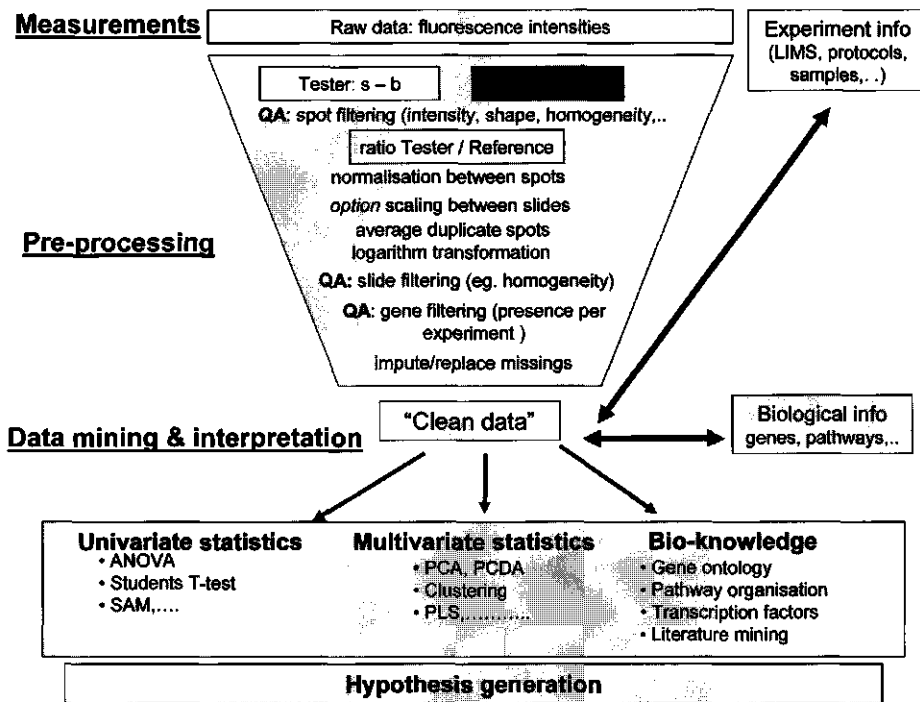 Measurements
Raw data: fluorescence intensities
Experiment info
(LIMS, protocols,
samples,. .)
Tester: s – b
QA: spot filtering (intensity, shape, homogeneity,..
ratio Tester / Reference
normalisation between spots
option scaling between slides
average duplicate spots
logarithm transformation
Pre-processing
QA: slide filtering (eg. homogeneity)
QA: gene filtering (presence per
experiment )
impute/replace missings
"Clean data"
Data mining & interpretation
Biological info
genes, pathways,..
Univariate statistics
• ANOVA
• Students T-test
• SAM,....
Multivariate statistics
• PCA, PCDA
• Clustering
• PLS,............
Bio-knowledge
• Gene ontology
• Pathway organisation
• Transcription factors
• Literature mining
Hypothesis generation